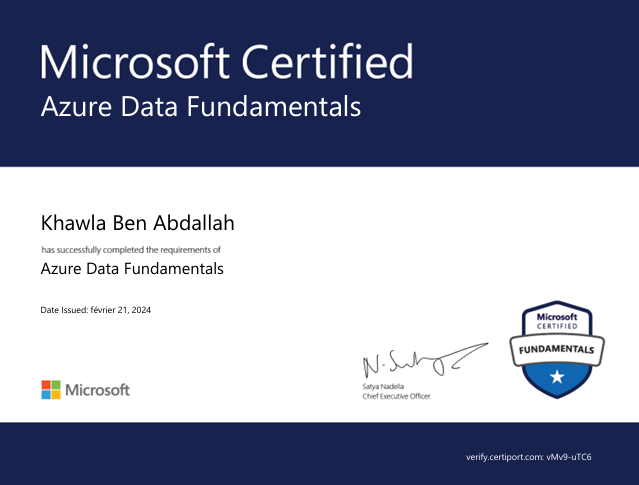 Microsoft Certified
Azure Data Fundamentals
Khawla Ben Abdallah
has successfully completed the requirements of
Azure Data Fundamentals
Date Issued: février 21, 2024
Microsoft
CERTIFIED
FUNDAMENTALS
Satya Nadella
Chief Executive Officer
Microsoft
verify.certiport.com: vMv9-uTC6